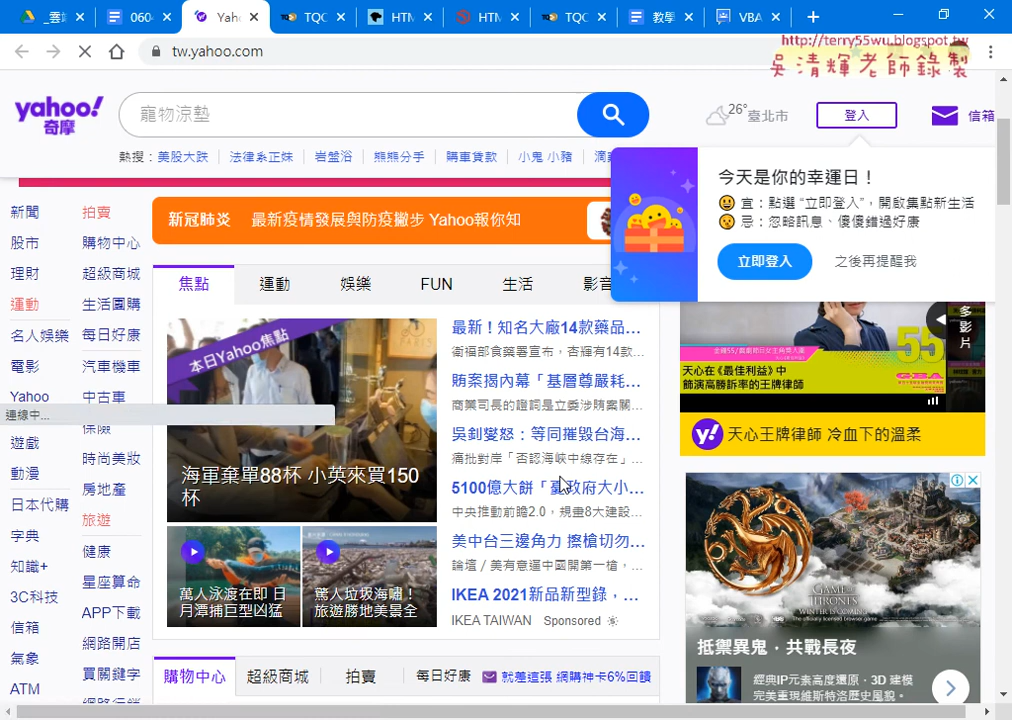 _雲端
060
Yaho
TQC
HTM
HTM
TQC
教學
VBA
tw.yahoo.com
http://terry55wu.blogspot.tw
吳清輝老師錄製
yahoo!
奇摩
寵物涼墊
26°
臺北市
登入
信箱
熱搜：美股大跌
法律系正妹
岩盤浴
熊熊分手
購車貸款
小鬼 小豬
今天是你的幸運日！
宜：點選 “立即登入”，開啟集點新生活
忌：忽略訊息、傻傻錯過好康
立即登入
之後再提醒我
新聞
股市
理財
運動
名人娛樂
電影
Yahoo
遊戲
動漫
日本代購
字典
知識+
3C科技
信箱
氣象
ATM
拍賣
購物中心
超級商城
生活團購
每日好康
汽車機車
中古車
保險
時尚美妝
房地產
旅遊
健康
星座算命
APP下載
網路開店
買關鍵字
連線中...
新冠肺炎
最新疫情發展與防疫撇步 Yahoo報你知
焦點
運動
娛樂
FUN
生活
影音
本日Yahoo焦點
海軍棄單88杯 小英來買150
杯
萬人泳渡在即 日
月潭捕巨型凶猛
驚人垃圾海嘯！
旅遊勝地美景全
最新！知名大廠14款藥品...
衛福部食藥署宣布，杏輝有14款...
賄案揭內幕「基層尊嚴耗...
商業司長的證詞是立委涉賄案關...
吳釗燮怒：等同摧毀台海...
痛批對岸「否認海峽中線存在」...
中央推動前瞻2.0，規畫8大建設...
美中台三邊角力 擦槍切勿...
論壇 / 美有意逼中國開第一槍，...
IKEA 2021新品新型錄，...
IKEA TAIWAN Sponsored
購物中心
超級商城
拍賣
每日好康
就差這張 網購神卡6%回饋
多影片
55
天心在《最佳利益》中
飾演高勝訴率的王牌律師
y!
天心王牌律師 冷血下的溫柔
GAME OF THRONES
WINTER IS COMING
抵禦異鬼．共戰長夜
經典IP元素高度還原．3D 建模
完美重現維斯特洛歷史風貌。